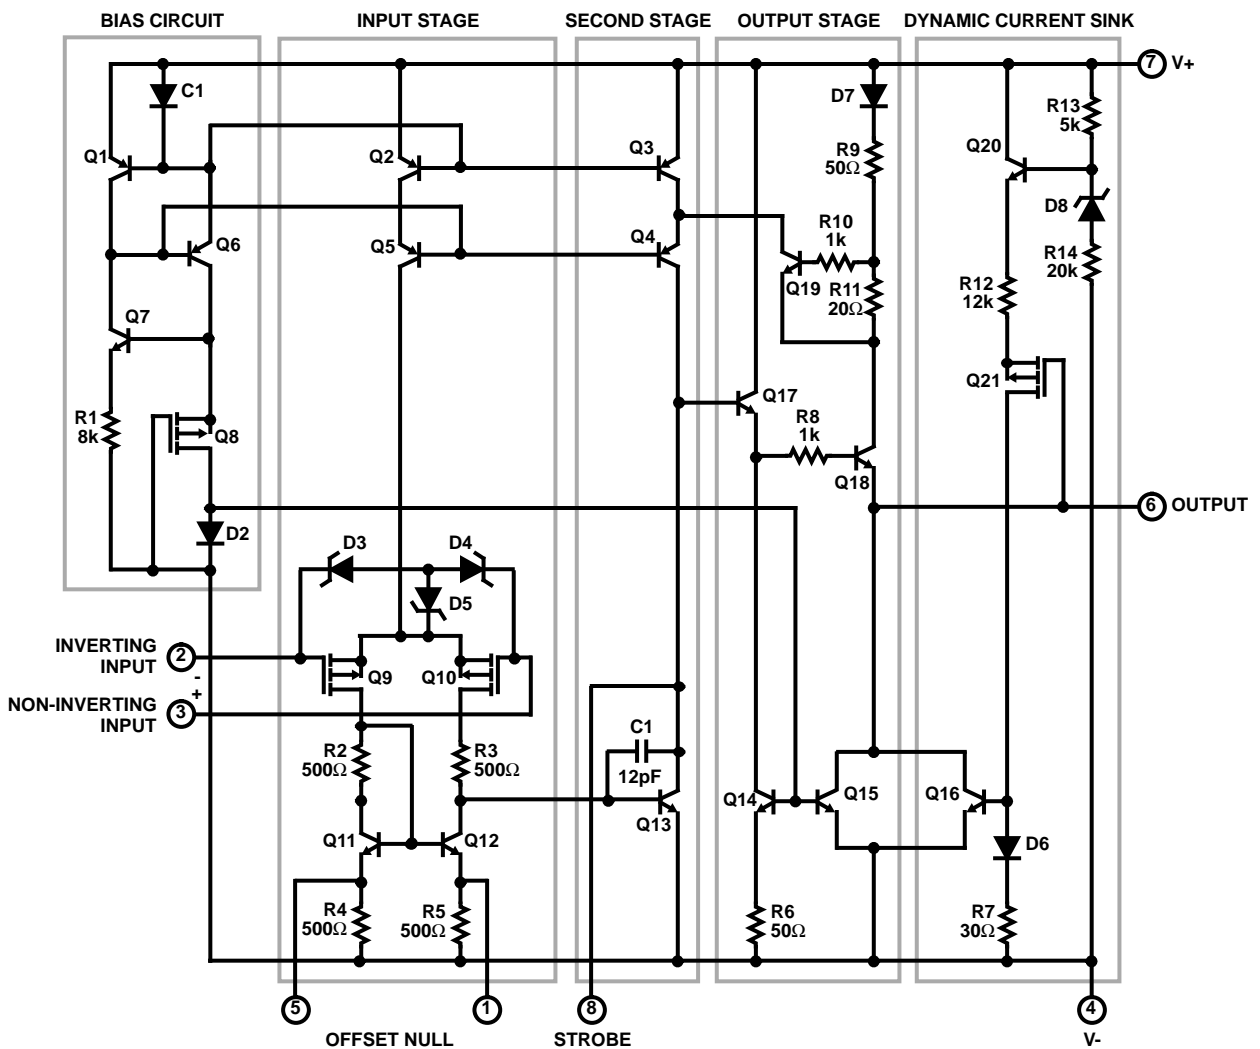 BIAS CIRCUIT
INPUT STAGE
SECOND STAGE
OUTPUT STAGE
DYNAMIC CURRENT SINK
7 V+
C1
D7
R13
5k
Q1
Q2
Q3
Q20
R9
50Ω
D8
Q6
Q5
Q4
R10
1k
R14
20k
Q19
R11
20Ω
R12
12k
Q7
Q21
Q17
R1
8k
Q8
R8
1k
Q18
6 OUTPUT
D2
D3
D4
D5
INVERTING
INPUT
2
-
+
NON-INVERTING
INPUT
3
Q9
Q10
R2
500Ω
R3
500Ω
C1
12pF
Q13
Q14
Q15
Q16
Q11
Q12
D6
R4
500Ω
R5
500Ω
R6
50Ω
R7
30Ω
5
1
8
4
OFFSET NULL
STROBE
V-